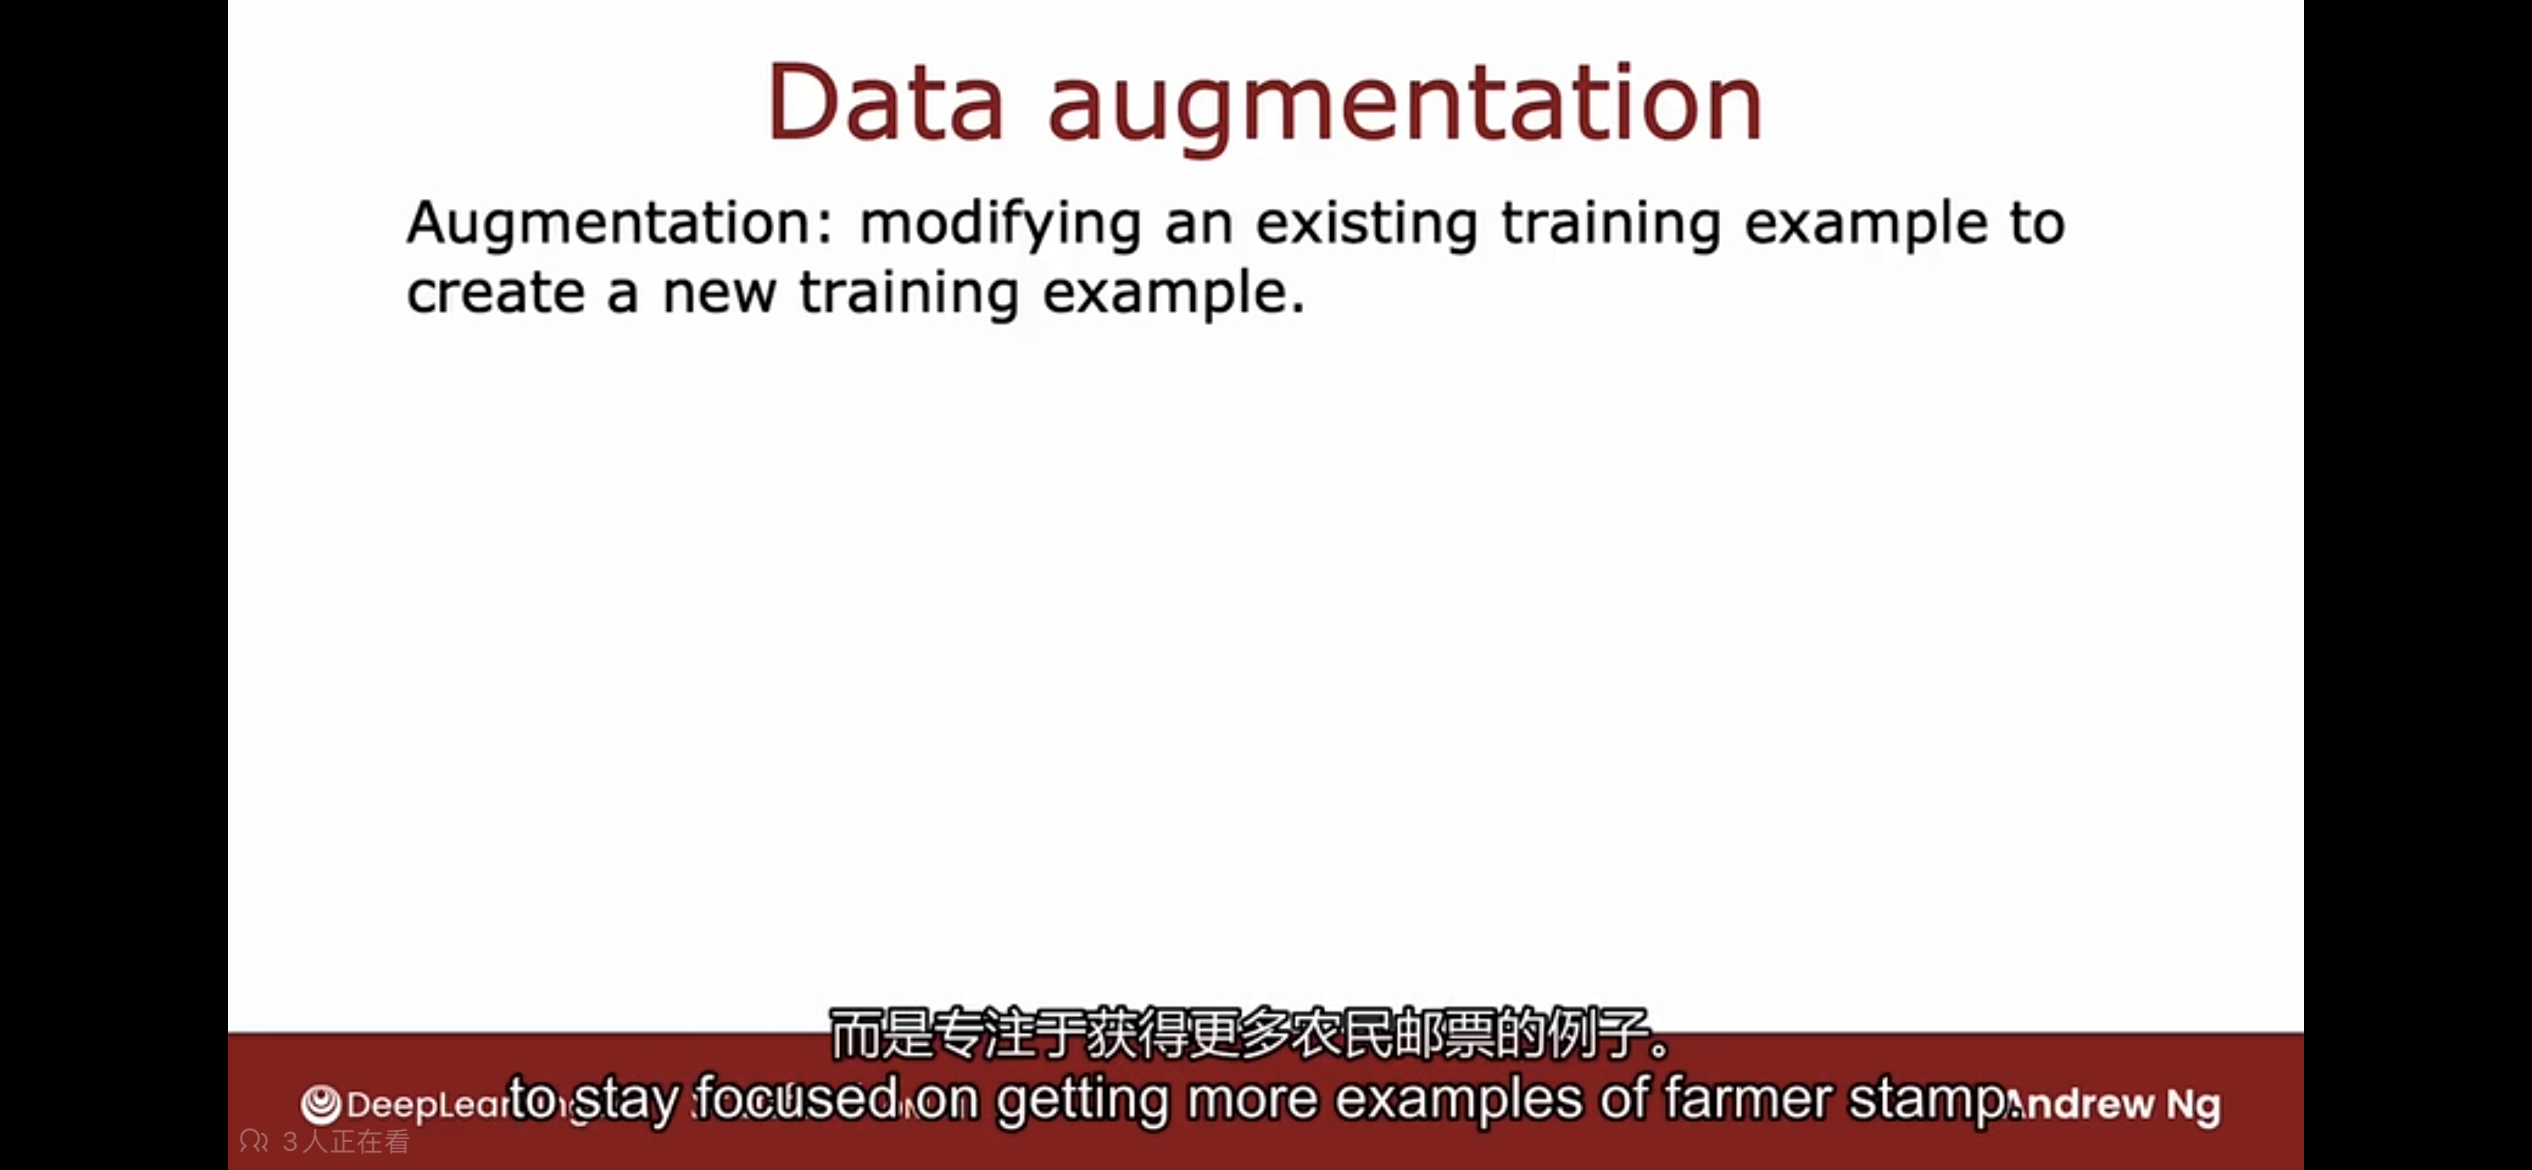 Data augmentation
Augmentation: modifying an existing training example to
create a new training example.
而是专注于获得更多农民邮票的例子。
to stay focused on getting more examples of farmer stamp.
Andrew Ng
3人正在看